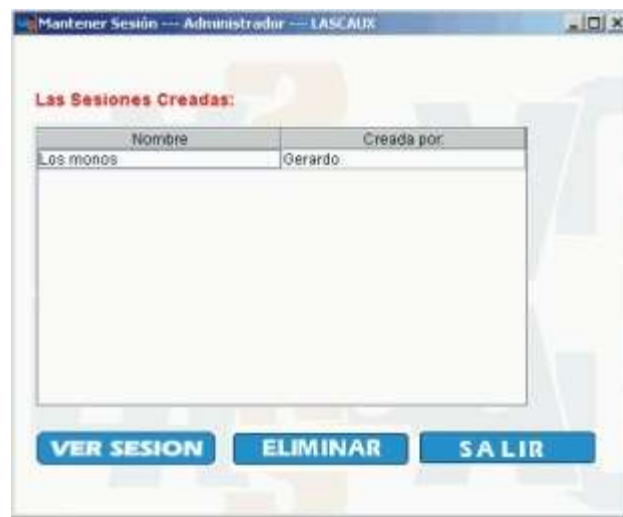 Mantener Sesión --- Administrador --- LASCAUX
Las Sesiones Creadas:
Nombre Creada por:
Los monos Gerardo
VER SESION ELIMINAR SALIR